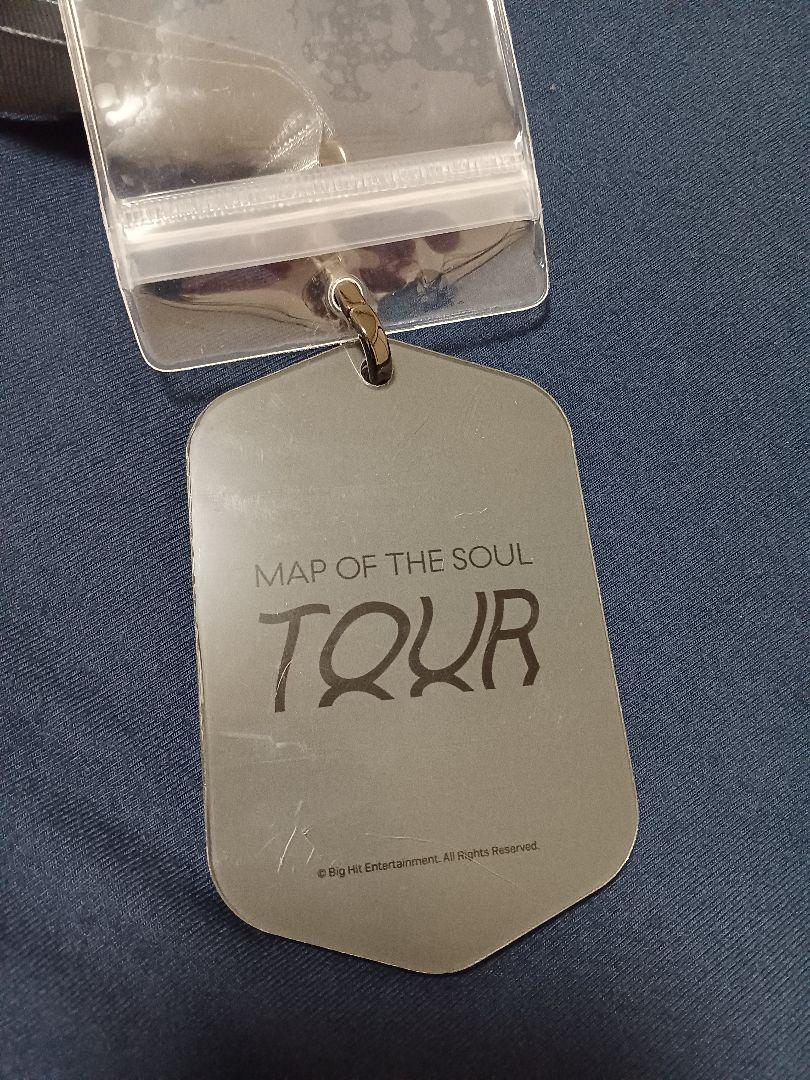 MAP OF THE SOUL
TOUR
© Big Hit Entertainment. All Rights Reserved.